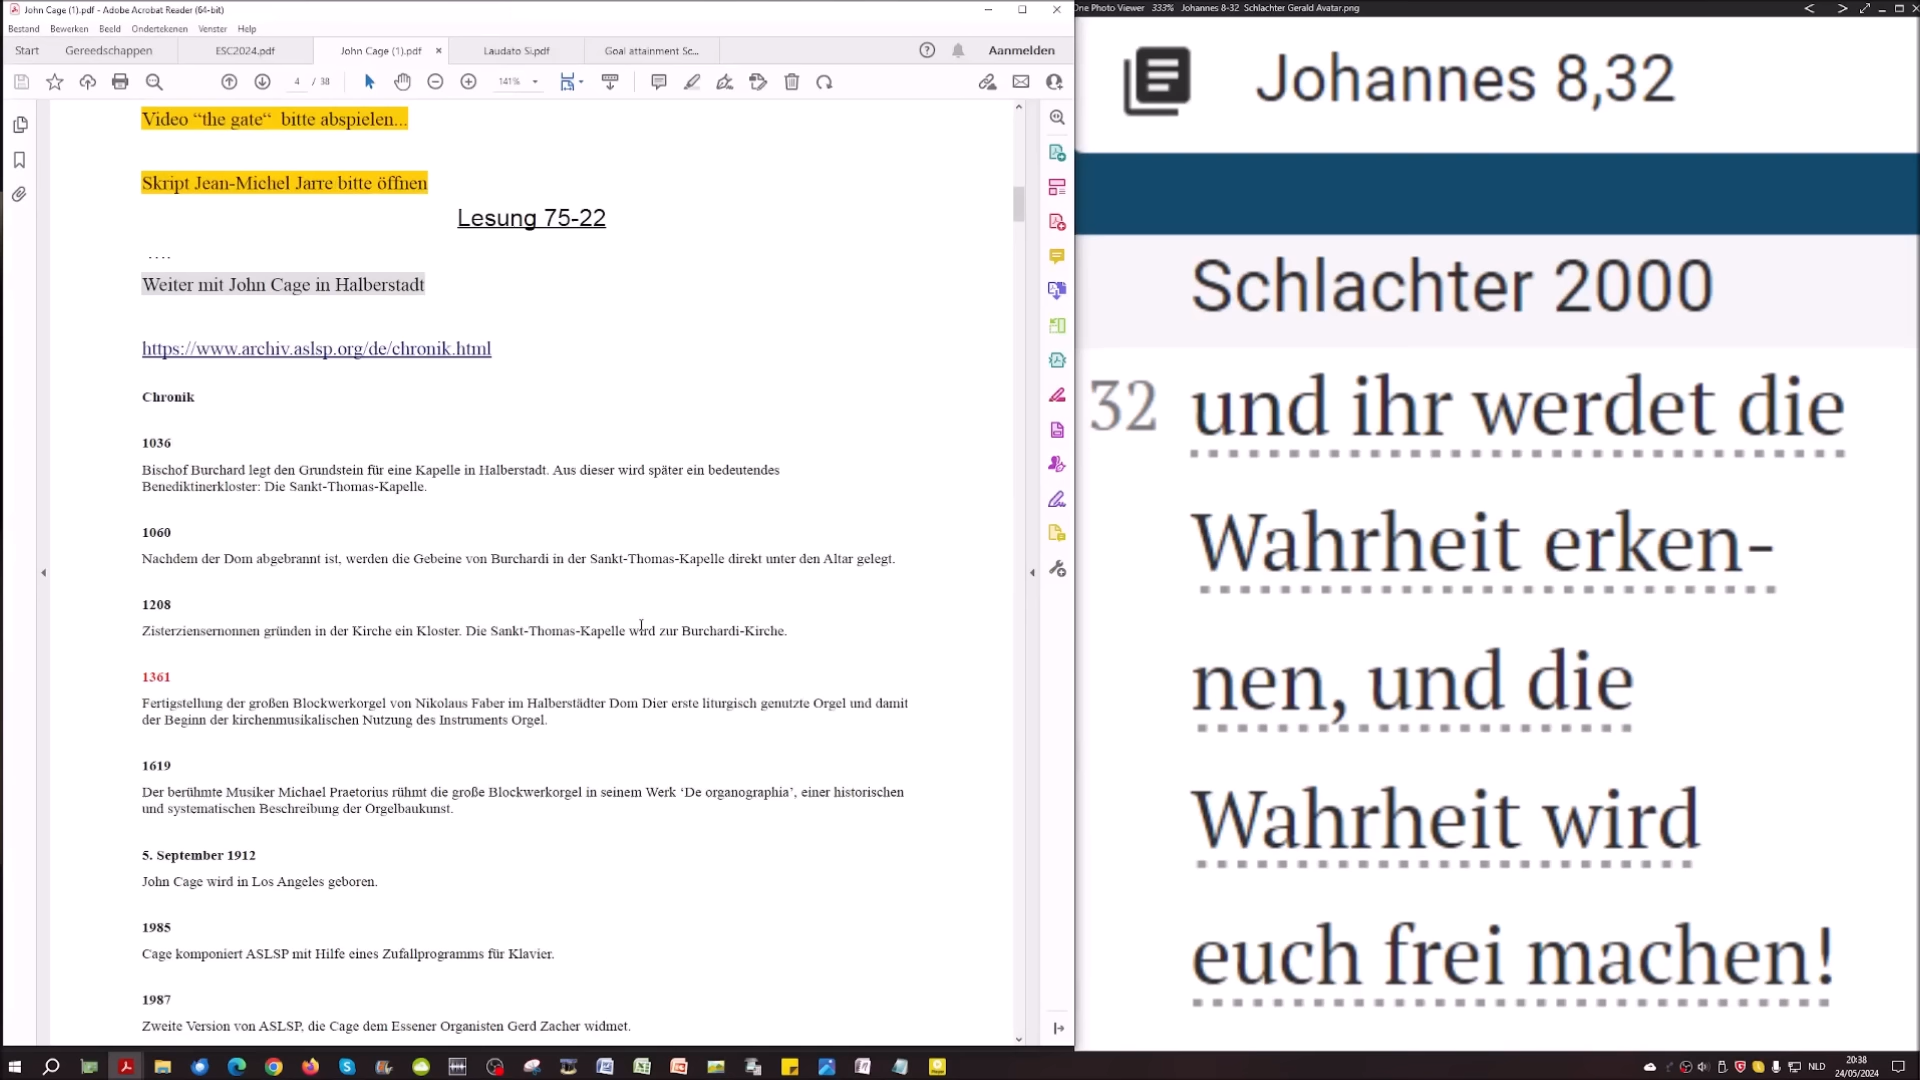 John Cage (1).pdf - Adobe Acrobat Reader (64-bit)
Bestand Bewerken Beeld Ondertekenen Venster Help
Start Gereedschappen ESC2024.pdf John Cage (1).pdf × Laudato Si.pdf Goal attainment Sc... Aanmelden
4 / 38 141%
Video “the gate“ bitte abspielen...
Skript Jean-Michel Jarre bitte öffnen
Lesung 75-22
....
Weiter mit John Cage in Halberstadt
https://www.archiv.aslsp.org/de/chronik.html
Chronik
1036
Bischof Burchard legt den Grundstein für eine Kapelle in Halberstadt. Aus dieser wird später ein bedeutendes
Benediktinerkloster: Die Sankt-Thomas-Kapelle.
1060
Nachdem der Dom abgebrannt ist, werden die Gebeine von Burchardi in der Sankt-Thomas-Kapelle direkt unter den Altar gelegt.
1208
Zisterziensernonnen gründen in der Kirche ein Kloster. Die Sankt-Thomas-Kapelle wird zur Burchardi-Kirche.
1361
Fertigstellung der großen Blockwerkorgel von Nikolaus Faber im Halberstädter Dom Dier erste liturgisch genutzte Orgel und damit
der Beginn der kirchenmusikalischen Nutzung des Instruments Orgel.
1619
Der berühmte Musiker Michael Praetorius rühmt die große Blockwerkorgel in seinem Werk ‘De organographia’, einer historischen
und systematischen Beschreibung der Orgelbaukunst.
5. September 1912
John Cage wird in Los Angeles geboren.
1985
Cage komponiert ASLSP mit Hilfe eines Zufallprogramms für Klavier.
1987
Zweite Version von ASLSP, die Cage dem Essener Organisten Gerd Zacher widmet.
One Photo Viewer 333% Johannes 8-32 Schlachter Gerald Avatar.png
Johannes 8,32
Schlachter 2000
32 und ihr werdet die
Wahrheit erken-
nen, und die
Wahrheit wird
euch frei machen!
NLD
20:38
24/05/2024